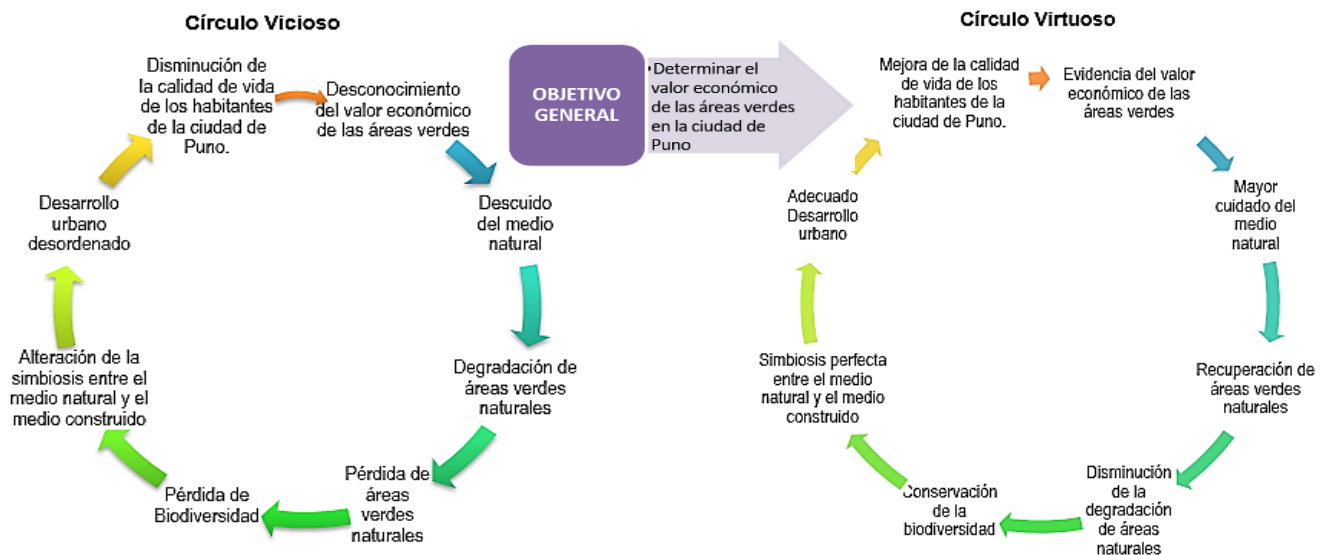 Círculo Vicioso
Disminución de
la calidad de vida
de los habitantes
de la ciudad de
Puno.
Desconocimiento
del valor económico
de las áreas verdes
Descuido
del medio
natural
Degradación de
áreas verdes
naturales
Pérdida de
áreas
verdes
naturales
Pérdida de
Biodiversidad
Alteración de la
simbiosis entre el
medio natural y el
medio construido
Desarrollo
urbano
desordenado
OBJETIVO
GENERAL
•Determinar el
valor económico
de las áreas verdes
en la ciudad de
Puno
Círculo Virtuoso
Mejora de la calidad
de vida de los
habitantes de la
ciudad de Puno.
Evidencia del valor
económico de las
áreas verdes
Mayor
cuidado del
medio
natural
Recuperación de
áreas verdes
naturales
Disminución
de la
degradación
de áreas
naturales
Conservación
de la
biodiversidad
Simbiosis perfecta
entre el medio
natural y el medio
construido
Adecuado
Desarrollo
urbano